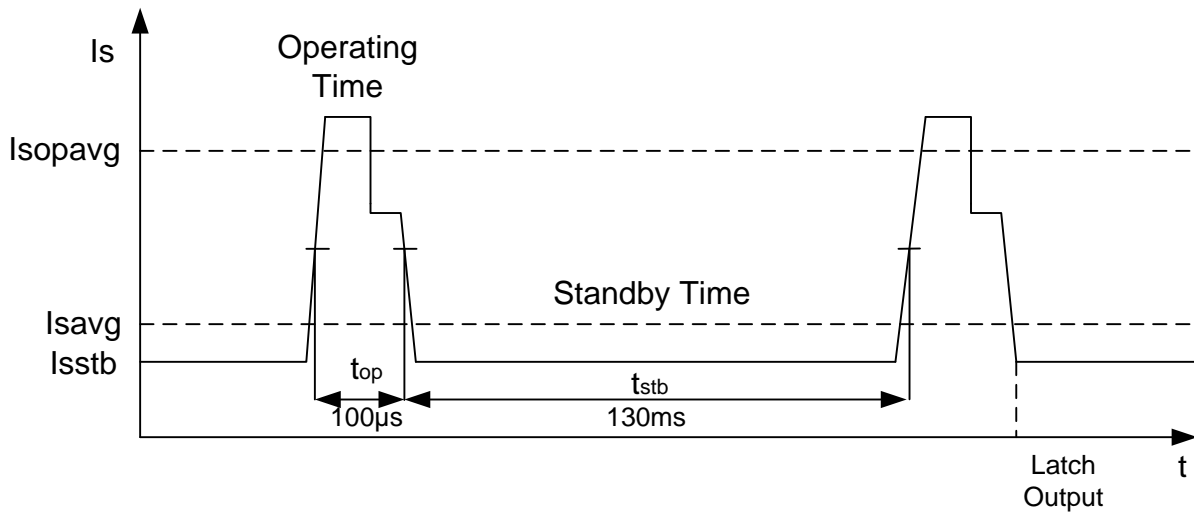 Is
Operating
Time
Isopavg
Standby Time
Isavg
Isstb
top
tstb
100µs
130ms
t
Latch
Output